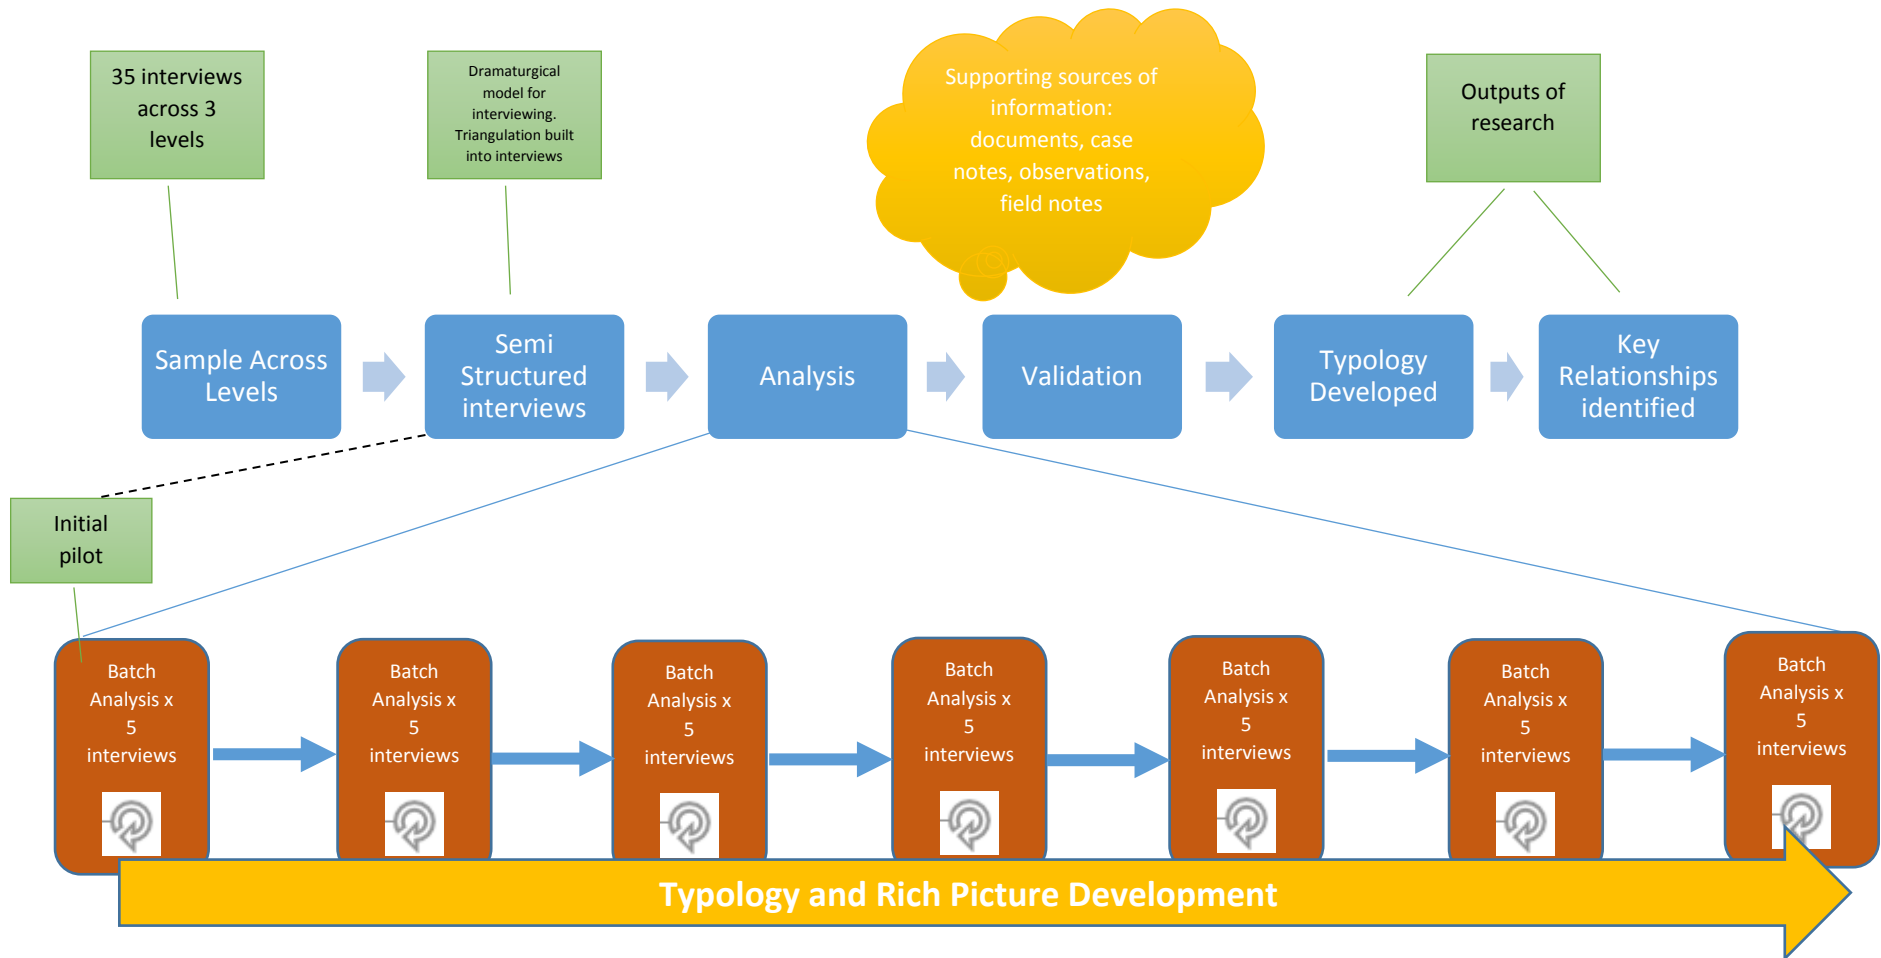 35 interviews
across 3
levels
Dramaturgical
model for
interviewing.
Triangulation built
into interviews
Supporting sources of
information:
documents, case
notes, observations,
field notes
Outputs of
research
Sample Across
Levels
Semi
Structured
interviews
Analysis
Validation
Typology
Developed
Key
Relationships
identified
Initial
pilot
Batch
Analysis x
5
interviews
Batch
Analysis x
5
interviews
Batch
Analysis x
5
interviews
Batch
Analysis x
5
interviews
Batch
Analysis x
5
interviews
Batch
Analysis x
5
interviews
Batch
Analysis x
5
interviews
Typology and Rich Picture Development